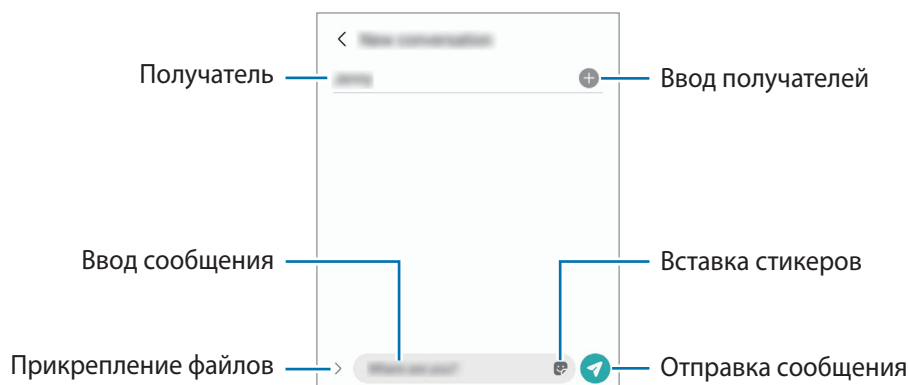 Получатель
Ввод получателей
Ввод сообщения
Вставка стикеров
Прикрепление файлов
Отправка сообщения